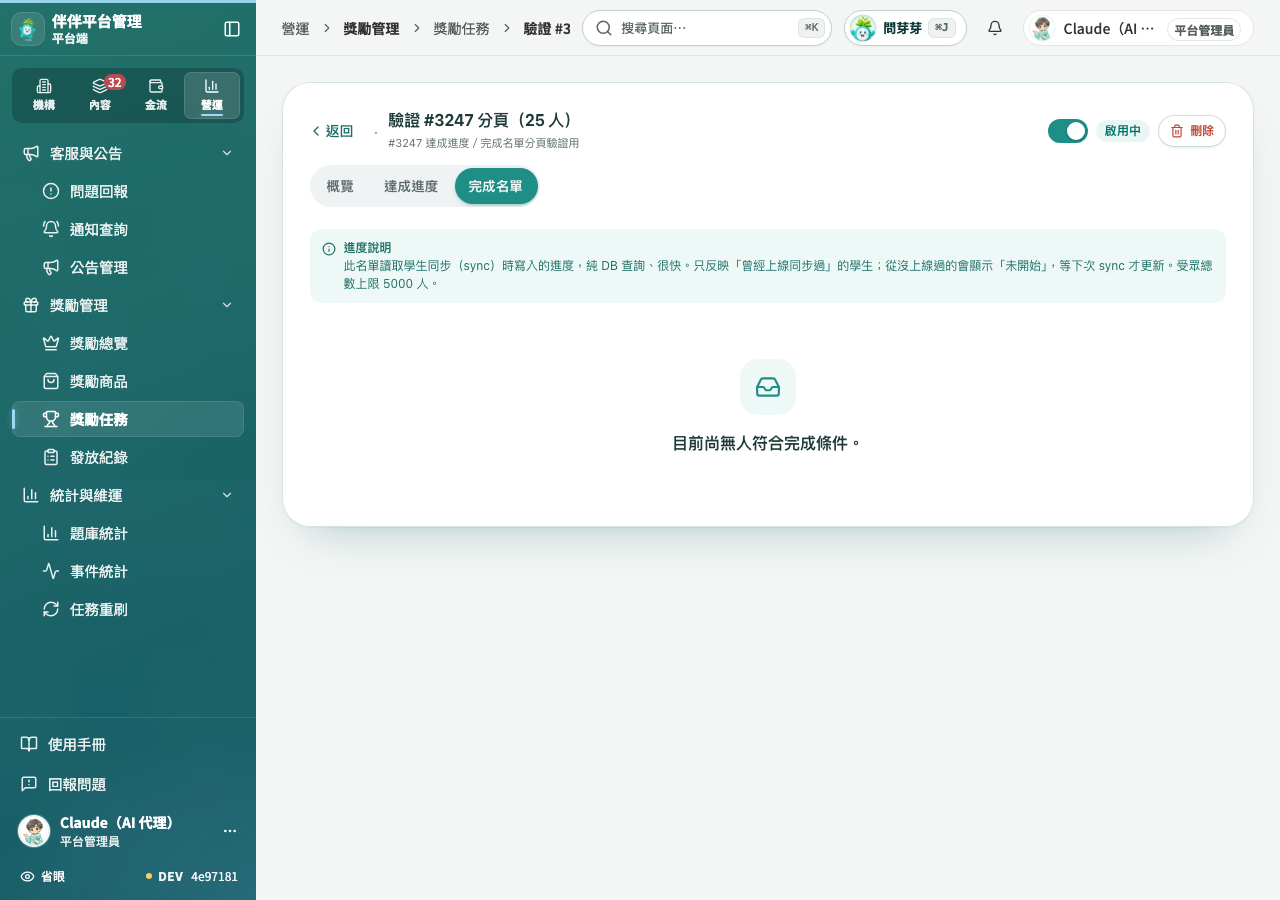 伴伴平台管理
平台端
機構
內容
32
金流
營運
客服與公告
問題回報
通知查詢
公告管理
獎勵管理
獎勵總覽
獎勵商品
獎勵任務
發放紀錄
統計與維運
題庫統計
事件統計
任務重刷
使用手冊
回報問題
Claude（AI 代理）
平台管理員
省眼
DEV 4e97181
營運 > 獎勵管理 > 獎勵任務 > 驗證 #3
搜尋頁面…
⌘K
問芽芽
⌘J
Claude（AI …
平台管理員
返回
·
驗證 #3247 分頁（25 人）
#3247 達成進度 / 完成名單分頁驗證用
啟用中
刪除
概覽
達成進度
完成名單
進度說明
此名單讀取學生同步（sync）時寫入的進度，純 DB 查詢、很快。只反映「曾經上線同步過」的學生；從沒上線過的會顯示「未開始」，等下次 sync 才更新。受眾總
數上限 5000 人。
目前尚無人符合完成條件。